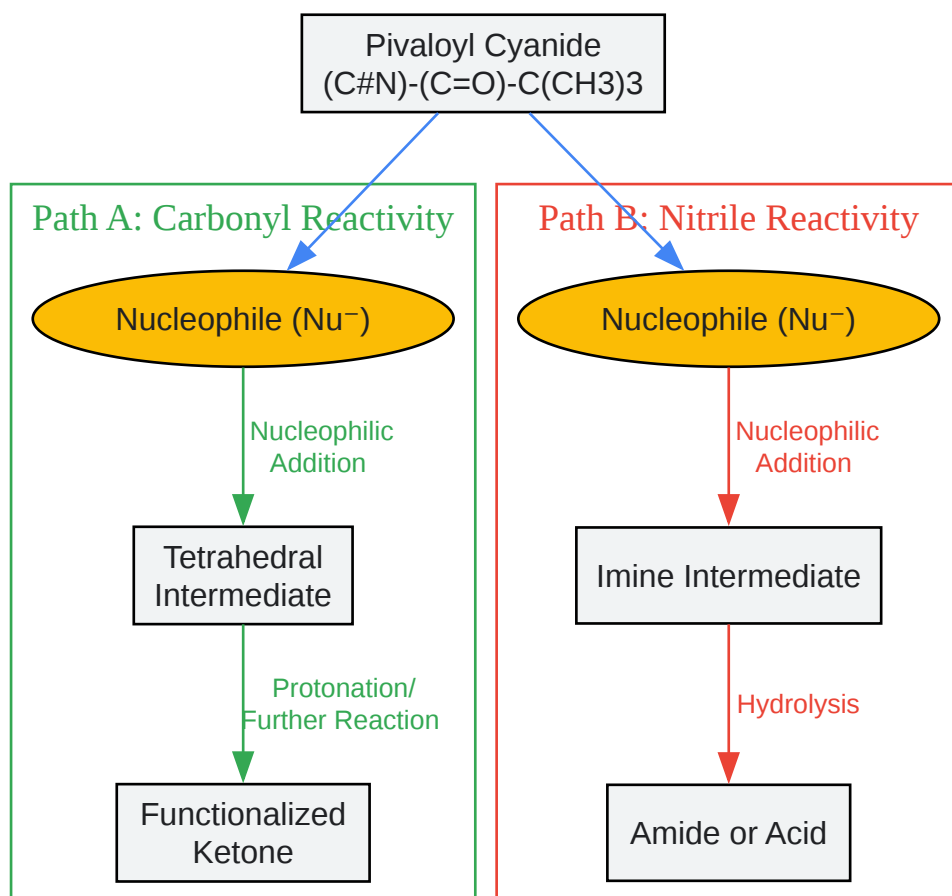 Pivaloyl Cyanide
(C#N)-(C=O)-C(CH3)3
Path A: Carbonyl Reactivity
Nucleophile (Nu⁻)
Nucleophilic
Addition
Tetrahedral
Intermediate
Protonation/
Further Reaction
Functionalized
Ketone
Path B: Nitrile Reactivity
Nucleophile (Nu⁻)
Nucleophilic
Addition
Imine Intermediate
Hydrolysis
Amide or Acid